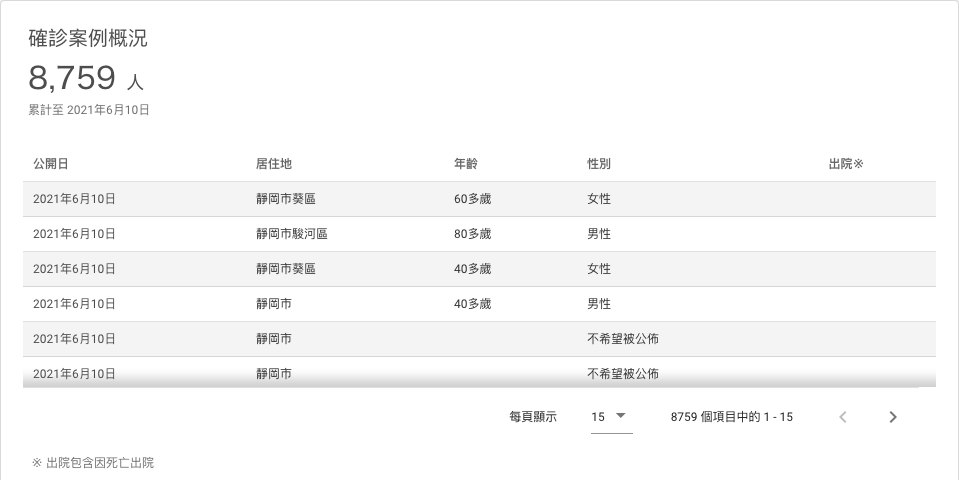 確診案例概況
8,759 人
累計至 2021年6月10日
公開日 居住地 年齡 性別 出院※
2021年6月10日 靜岡市葵區 60多歲 女性
2021年6月10日 靜岡市駿河區 80多歲 男性
2021年6月10日 靜岡市葵區 40多歲 女性
2021年6月10日 靜岡市 40多歲 男性
2021年6月10日 靜岡市 不希望被公佈
2021年6月10日 靜岡市 不希望被公佈
每頁顯示 15 8759 個項目中的 1 - 15
※ 出院包含因死亡出院